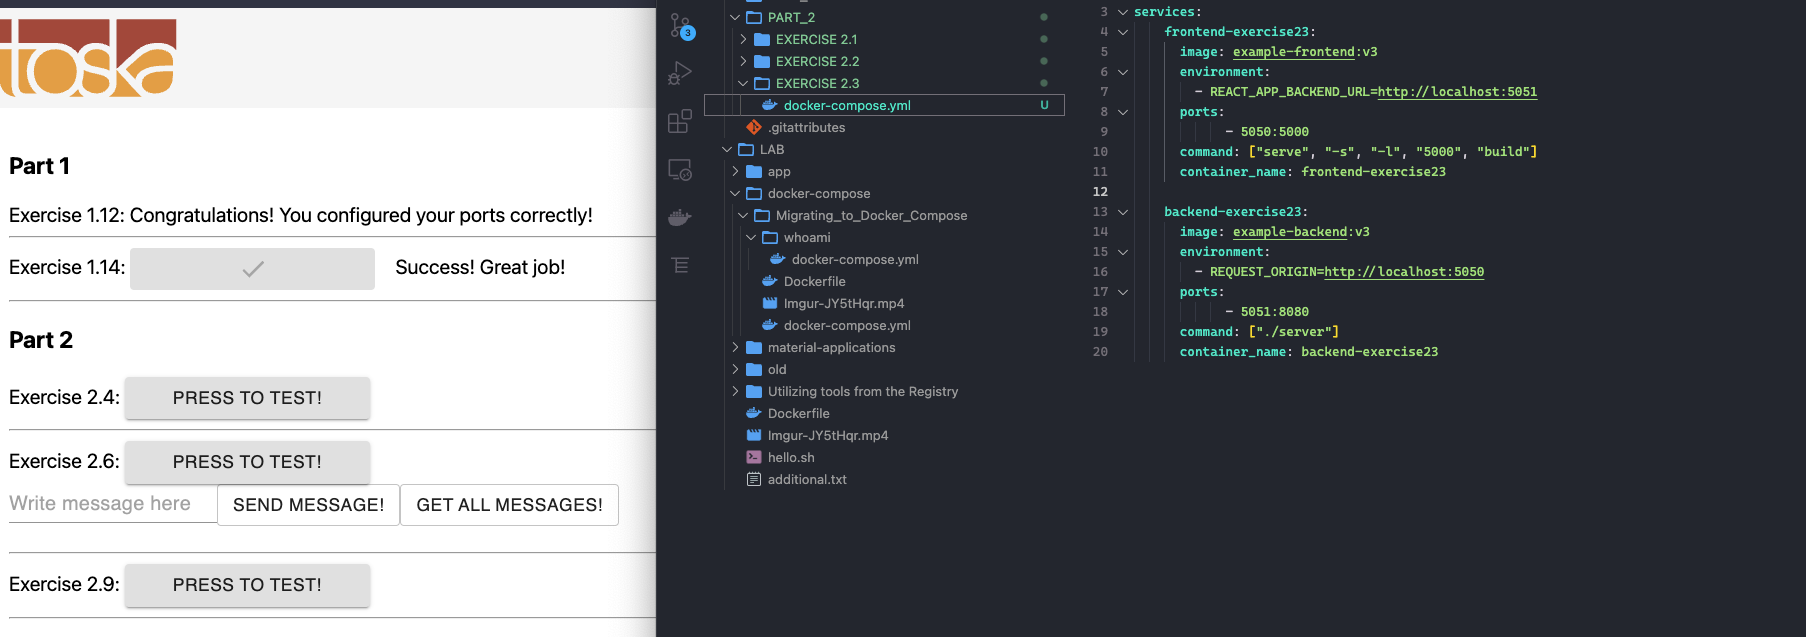 toska
Part 1
Exercise 1.12: Congratulations! You configured your ports correctly!
Exercise 1.14:
Success! Great job!
Part 2
Exercise 2.4:
PRESS TO TEST!
Exercise 2.6:
PRESS TO TEST!
Write message here
SEND MESSAGE!
GET ALL MESSAGES!
Exercise 2.9:
PRESS TO TEST!
3
PART_2
EXERCISE 2.1
EXERCISE 2.2
EXERCISE 2.3
docker-compose.yml U
.gitattributes
LAB
app
docker-compose
Migrating_to_Docker_Compose
whoami
docker-compose.yml
Dockerfile
Imgur-JY5tHqr.mp4
docker-compose.yml
material-applications
old
Utilizing tools from the Registry
Dockerfile
Imgur-JY5tHqr.mp4
hello.sh
additional.txt
3 services:
4 frontend-exercise23:
5 image: example-frontend:v3
6 environment:
7 - REACT_APP_BACKEND_URL=http://localhost:5051
8 ports:
9 - 5050:5000
10 command: ["serve", "-s", "-l", "5000", "build"]
11 container_name: frontend-exercise23
12
13 backend-exercise23:
14 image: example-backend:v3
15 environment:
16 - REQUEST_ORIGIN=http://localhost:5050
17 ports:
18 - 5051:8080
19 command: ["./server"]
20 container_name: backend-exercise23